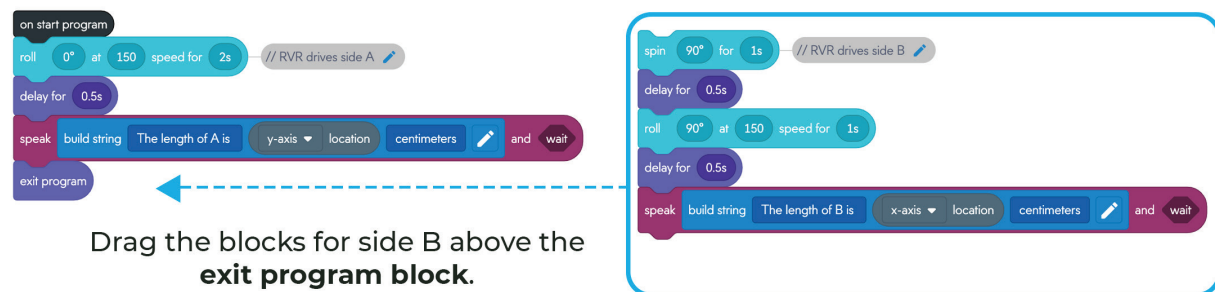 on start program
roll 0° at 150 speed for 2s // RVR drives side A
delay for 0.5s
speak build string The length of A is y-axis location centimeters and wait
exit program
Drag the blocks for side B above the
exit program block.
spin 90° for 1s // RVR drives side B
delay for 0.5s
roll 90° at 150 speed for 1s
delay for 0.5s
speak build string The length of B is x-axis location centimeters and wait